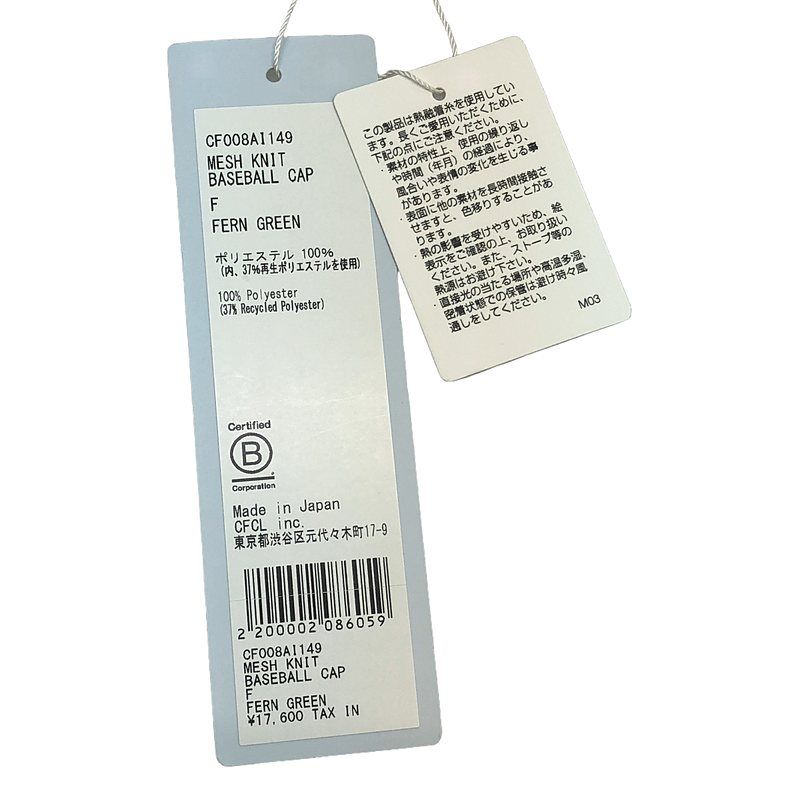 CF008AI149
MESH KNIT
BASEBALL CAP
F
FERN GREEN
ポリエステル 100%
(内、37%再生ポリエステルを使用)
100% Polyester
(37% Recycled Polyester)
Certified
B
Corporation
Made in Japan
CFCL inc.
東京都渋谷区元代々木町17-9
2 200002 086059
CF008AI149
MESH KNIT
BASEBALL CAP
F
FERN GREEN
¥17,600 TAX IN
この製品は熱融着糸を使用してい
ます。長くご愛用いただくために、
下記の点にご注意ください。
・素材の特性上、使用の繰り返し
や時間（年月）の経過により、
風合いや表情の変化を生じる事
があります。
・表面に他の素材を長時間接触さ
せますと、色移りすることがあ
ります。
・熱の影響を受けやすいため、絵
表示をご確認の上、お取り扱い
ください。また、ストーブ等の
熱源はお避け下さい。
・直接光の当たる場所や高温多湿、
密着状態での保管は避け時々風
通しをしてください。
M03